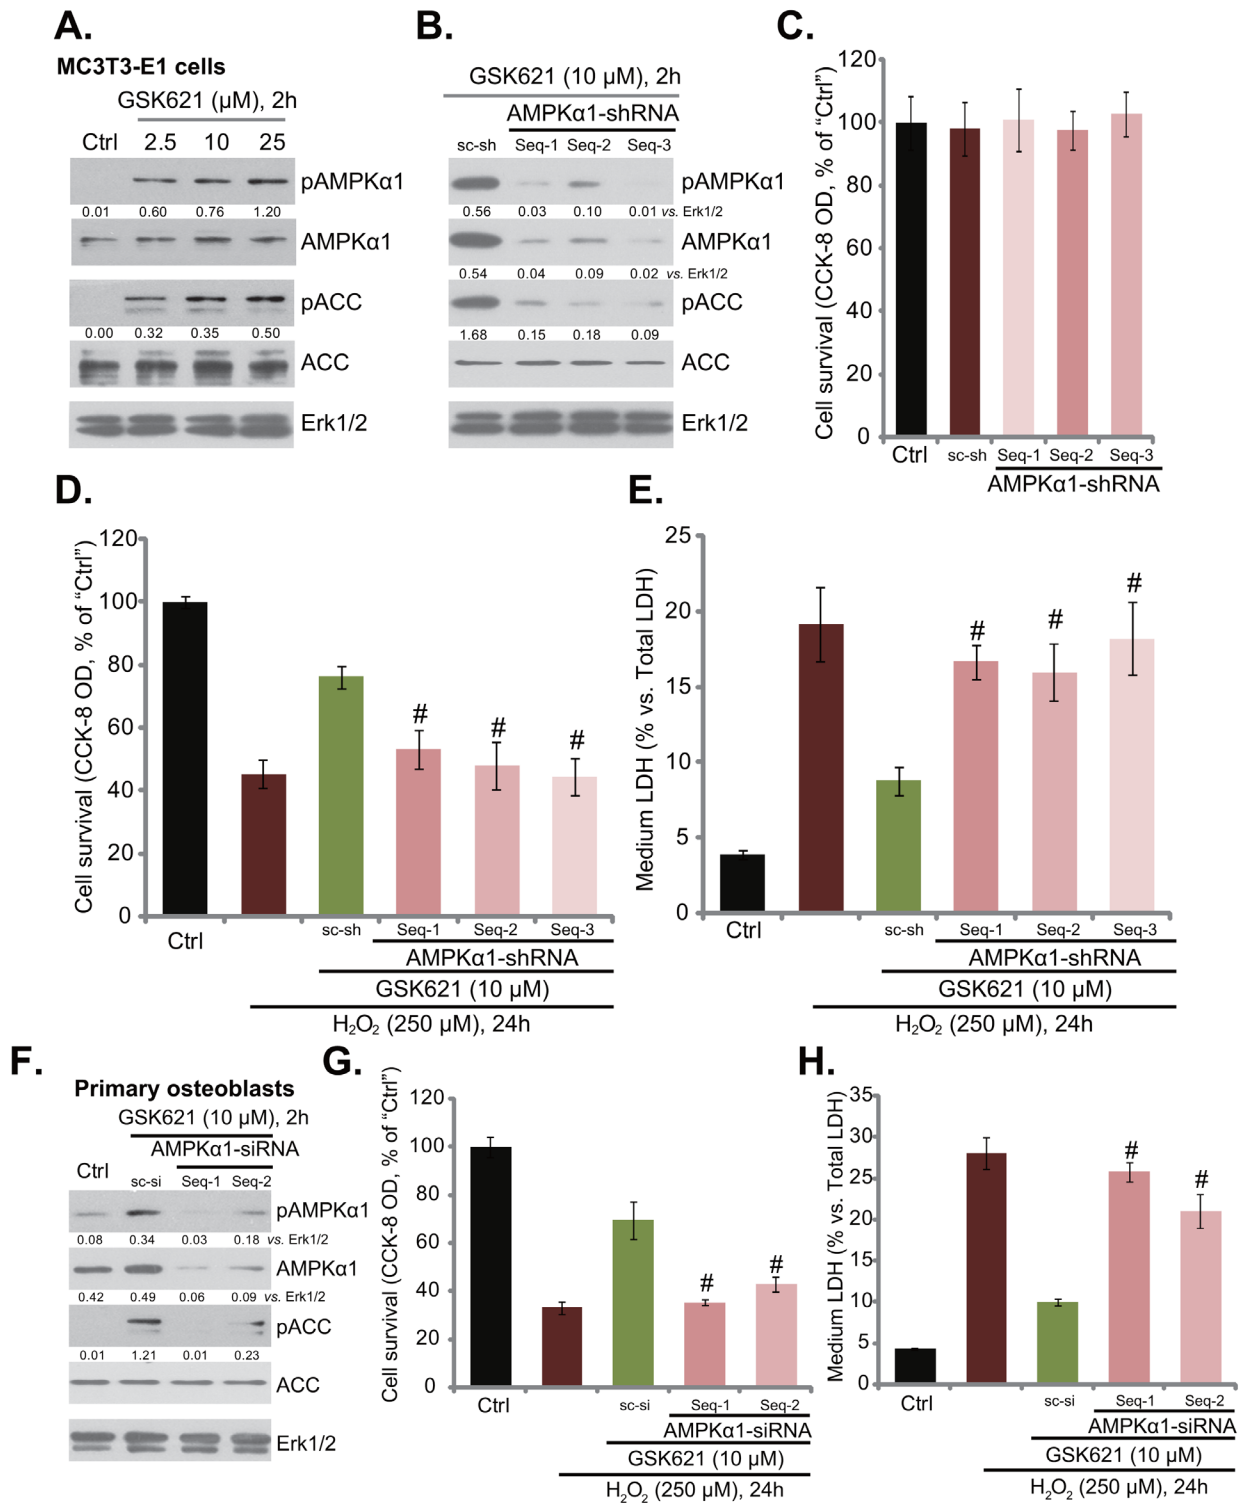 A.
MC3T3-E1 cells
GSK621 (µM), 2h
Ctrl 2.5 10 25
pAMPKα1
0.01 0.60 0.76 1.20
AMPKα1
pACC
0.00 0.32 0.35 0.50
ACC
Erk1/2
B.
GSK621 (10 µM), 2h
AMPKα1-shRNA
sc-sh Seq-1 Seq-2 Seq-3
pAMPKα1
0.56 0.03 0.10 0.01 vs. Erk1/2
AMPKα1
0.54 0.04 0.09 0.02 vs. Erk1/2
pACC
1.68 0.15 0.18 0.09
ACC
Erk1/2
C.
Cell survival (CCK-8 OD, % of “Ctrl”)
120
100
80
60
40
20
0
Ctrl sc-sh Seq-1 Seq-2 Seq-3
AMPKα1-shRNA
D.
Cell survival (CCK-8 OD, % of “Ctrl”)
120
100
80
60
40
20
0
# # #
Ctrl sc-sh Seq-1 Seq-2 Seq-3
AMPKα1-shRNA
GSK621 (10 µM)
H₂O₂ (250 µM), 24h
E.
Medium LDH (% vs. Total LDH)
25
20
15
10
5
0
# # #
Ctrl sc-sh Seq-1 Seq-2 Seq-3
AMPKα1-shRNA
GSK621 (10 µM)
H₂O₂ (250 µM), 24h
F.
Primary osteoblasts
GSK621 (10 µM), 2h
AMPKα1-siRNA
Ctrl sc-si Seq-1 Seq-2
pAMPKα1
0.08 0.34 0.03 0.18 vs. Erk1/2
AMPKα1
0.42 0.49 0.06 0.09 vs. Erk1/2
pACC
0.01 1.21 0.01 0.23
ACC
Erk1/2
G.
Cell survival (CCK-8 OD, % of “Ctrl”)
120
100
80
60
40
20
0
# #
Ctrl sc-si Seq-1 Seq-2
AMPKα1-siRNA
GSK621 (10 µM)
H₂O₂ (250 µM), 24h
H.
Medium LDH (% vs. Total LDH)
35
30
25
20
15
10
5
0
# #
Ctrl sc-si Seq-1 Seq-2
AMPKα1-siRNA
GSK621 (10 µM)
H₂O₂ (250 µM), 24h